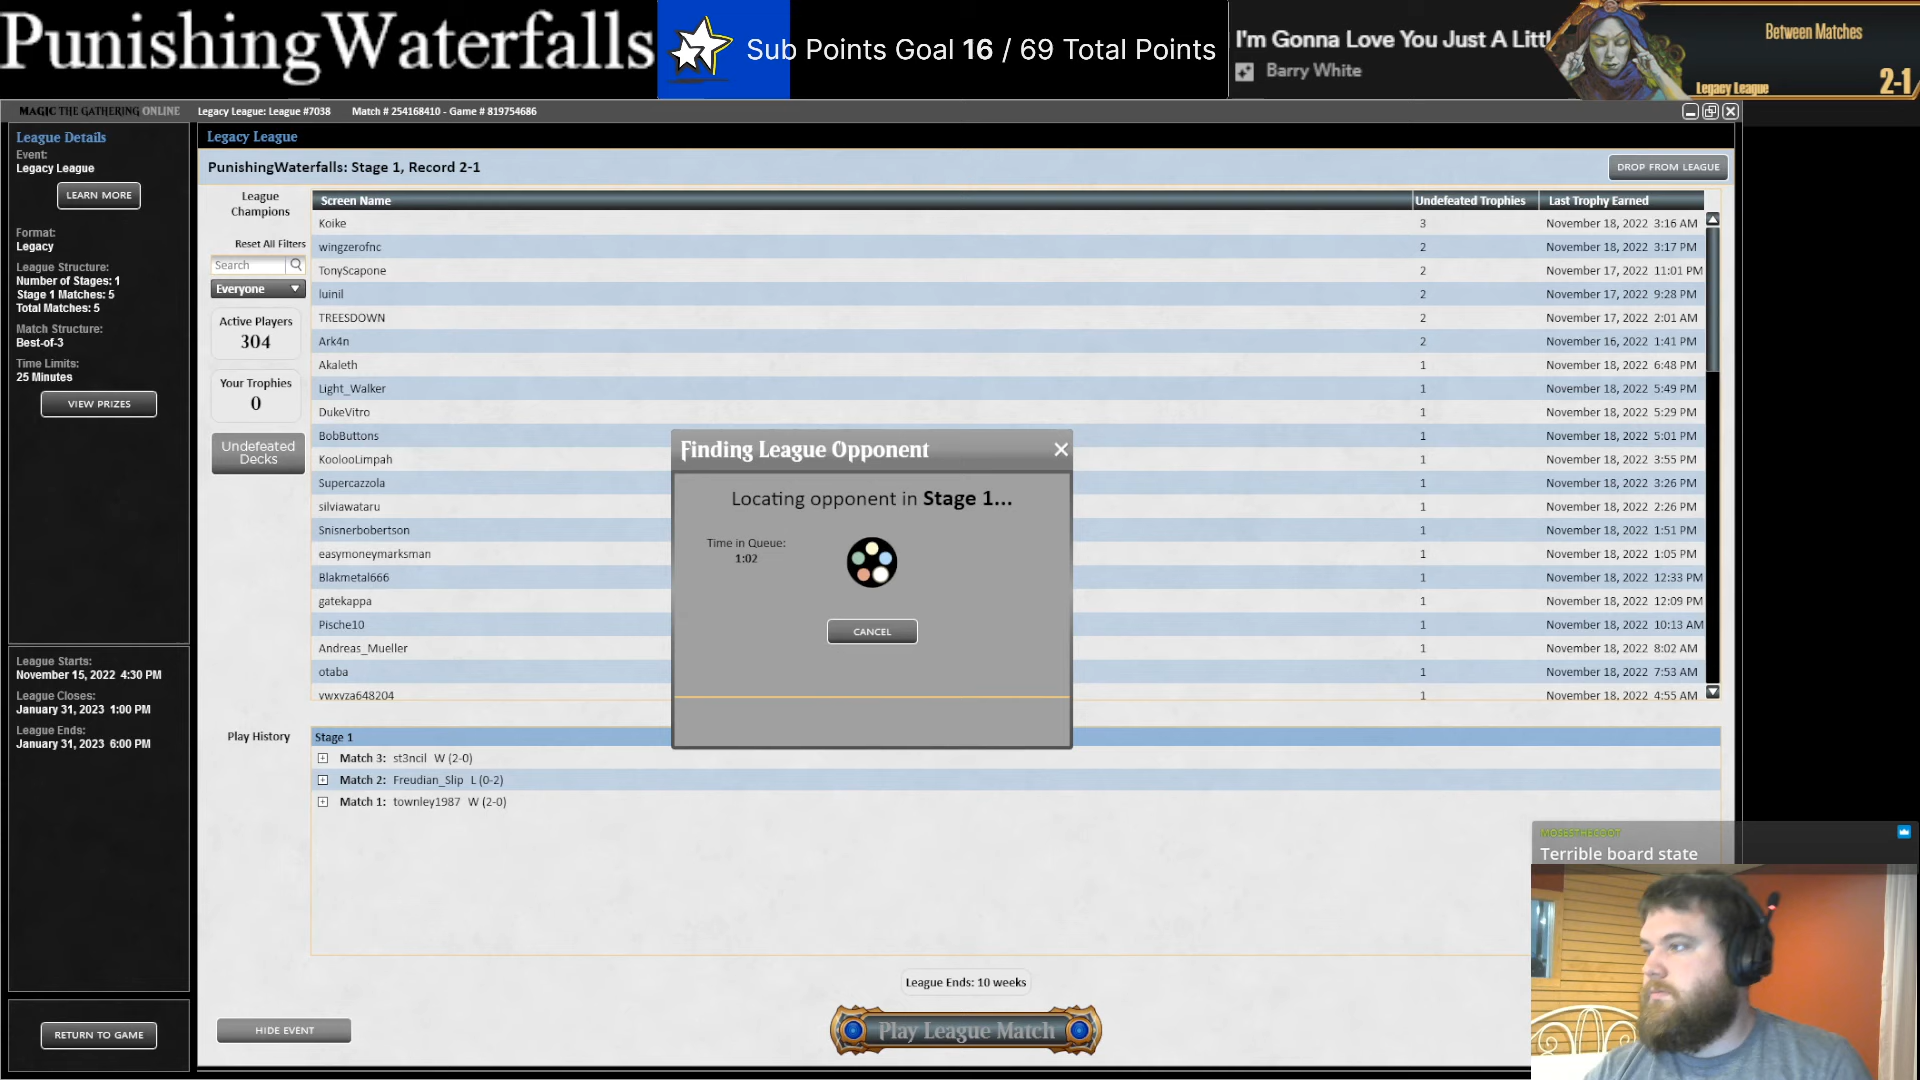 PunishingWaterfalls
Sub Points Goal 16 / 69 Total Points
I'm Gonna Love You Just A Littl
Barry White
Between Matches
Legacy League
2-1
MAGIC THE GATHERING ONLINE
Legacy League: League #7038
Match # 254168410 - Game # 819754686
League Details
Event:
Legacy League
LEARN MORE
Format:
Legacy
League Structure:
Number of Stages: 1
Stage 1 Matches: 5
Total Matches: 5
Match Structure:
Best-of-3
Time Limits:
25 Minutes
VIEW PRIZES
League Starts:
November 15, 2022 4:30 PM
League Closes:
January 31, 2023 1:00 PM
League Ends:
January 31, 2023 6:00 PM
RETURN TO GAME
Legacy League
PunishingWaterfalls: Stage 1, Record 2-1
DROP FROM LEAGUE
League
Champions
Reset All Filters
Search
Everyone
Active Players
304
Your Trophies
0
Undefeated
Decks
Screen Name Undefeated Trophies Last Trophy Earned
Koike 3 November 18, 2022 3:16 AM
wingzerofnc 2 November 18, 2022 3:17 PM
TonyScapone 2 November 17, 2022 11:01 PM
luinil 2 November 17, 2022 9:28 PM
TREESDOWN 2 November 17, 2022 2:01 AM
Ark4n 2 November 16, 2022 1:41 PM
Akaleth 1 November 18, 2022 6:48 PM
Light_Walker 1 November 18, 2022 5:49 PM
DukeVitro 1 November 18, 2022 5:29 PM
BobButtons 1 November 18, 2022 5:01 PM
KoolooLimpah 1 November 18, 2022 3:55 PM
Supercazzola 1 November 18, 2022 3:26 PM
silviawataru 1 November 18, 2022 2:26 PM
Snisnerbobertson 1 November 18, 2022 1:51 PM
easymoneymarksman 1 November 18, 2022 1:05 PM
Blakmetal666 1 November 18, 2022 12:33 PM
gatekappa 1 November 18, 2022 12:09 PM
Pische10 1 November 18, 2022 10:13 AM
Andreas_Mueller 1 November 18, 2022 8:02 AM
otaba 1 November 18, 2022 7:53 AM
vwxvza648204 1 November 18, 2022 4:55 AM
Finding League Opponent
Locating opponent in Stage 1...
Time in Queue:
1:02
CANCEL
Play History
Stage 1
Match 3: st3ncil W (2-0)
Match 2: Freudian_Slip L (0-2)
Match 1: townley1987 W (2-0)
League Ends: 10 weeks
HIDE EVENT
Play League Match
Terrible board state